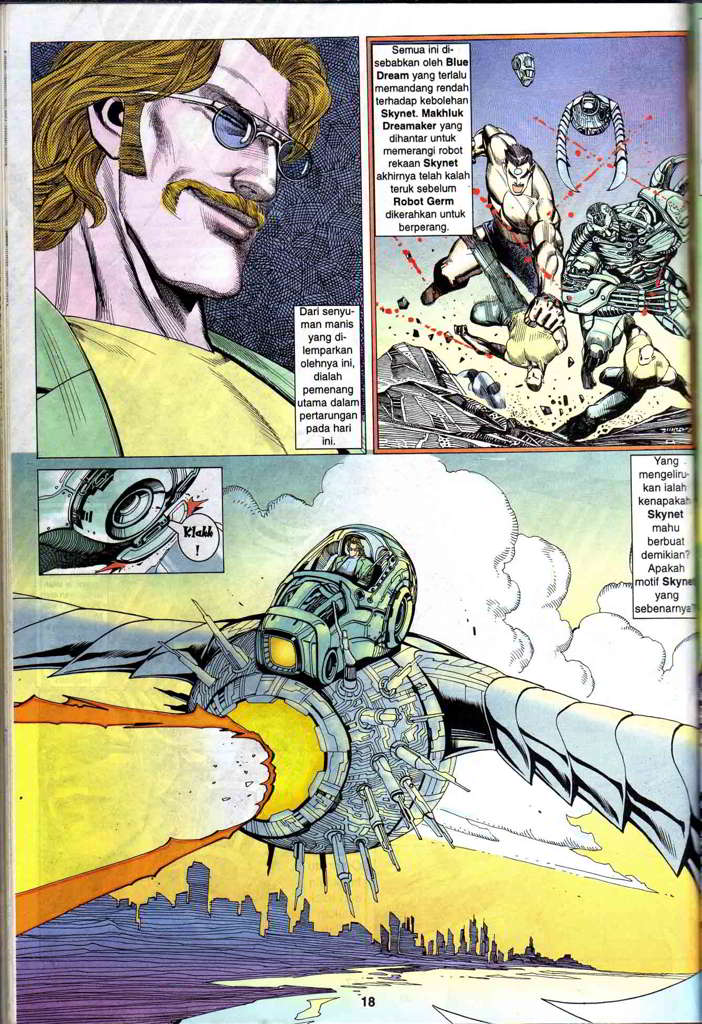 Dari senyu-
man manis
yang di-
lemparkan
olehnya ini,
dialah
pemenang
utama dalam
pertarungan
pada hari
ini.
Semua ini di-
sebabkan oleh Blue
Dream yang terlalu
memandang rendah
terhadap kebolehan
Skynet. Makhluk
Dreamaker yang
dihantar untuk
memerangi robot
rekaan Skynet
akhirnya telah kalah
teruk sebelum
Robot Germ
dikerahkan untuk
berperang.
Klakk
!
Yang
mengeliru-
kan ialah
kenapakah
Skynet
mahu
berbuat
demikian?
Apakah
motif Skynet
yang
sebenarnya?
18